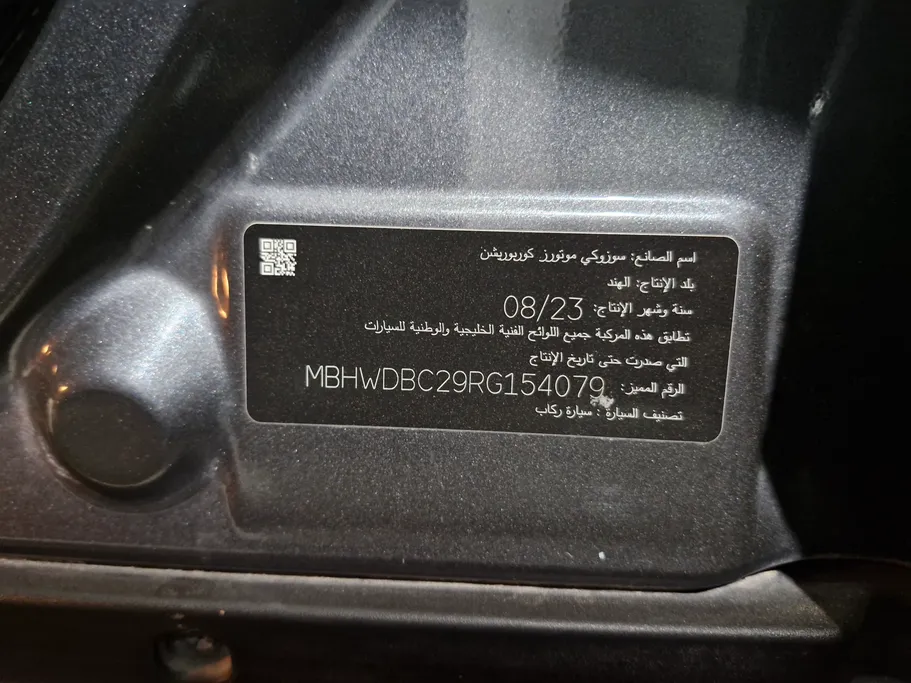 اسم الصانع: سوزوكي موتورز كوربوريشن
بلد الإنتاج: الهند
سنة وشهر الإنتاج: 08/23
تطابق هذه المركبة جميع اللوائح الفنية الخليجية والوطنية للسيارات
التي صدرت حتى تاريخ الإنتاج
الرقم المميز: MBHWDBC29RG154079
تصنيف السيارة : سيارة ركاب